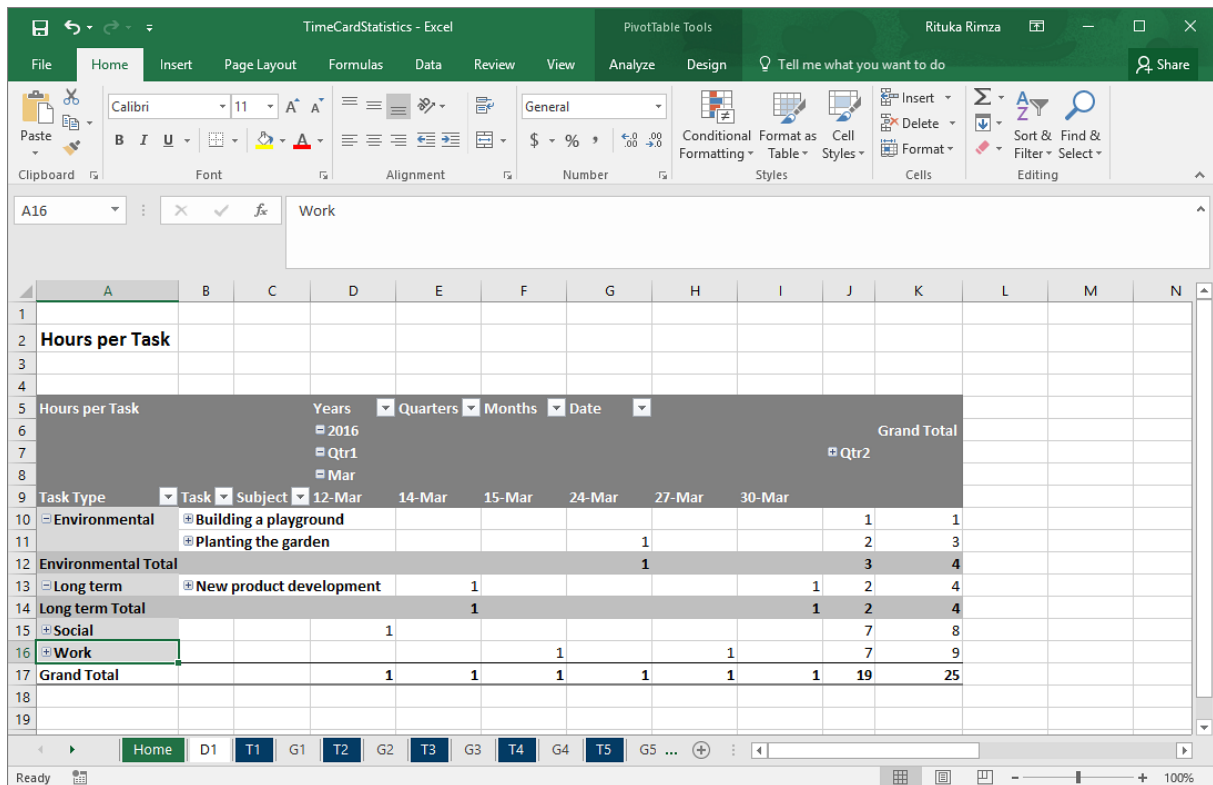 TimeCardStatistics - Excel PivotTable Tools Rituka Rimza
File Home Insert Page Layout Formulas Data Review View Analyze Design Tell me what you want to do Share
Paste Calibri 11 A A General Conditional Formatting Format as Table Cell Styles Insert Delete Format Sort & Filter Find & Select
B I U A $ % , .00 .0
Clipboard Font Alignment Number Styles Cells Editing
A16 fx Work
A B C D E F G H I J K L M N
1
2 Hours per Task
3
4
5 Hours per Task Years Quarters Months Date
6 2016 Grand Total
7 Qtr1 Qtr2
8 Mar
9 Task Type Task Subject 12-Mar 14-Mar 15-Mar 24-Mar 27-Mar 30-Mar
10 Environmental Building a playground 1 1
11 Planting the garden 1 2 3
12 Environmental Total 1 3 4
13 Long term New product development 1 1 2 4
14 Long term Total 1 1 2 4
15 Social 1 7 8
16 Work 1 1 7 9
17 Grand Total 1 1 1 1 1 1 19 25
18
19
Home D1 T1 G1 T2 G2 T3 G3 T4 G4 T5 G5 ...
Ready 100%